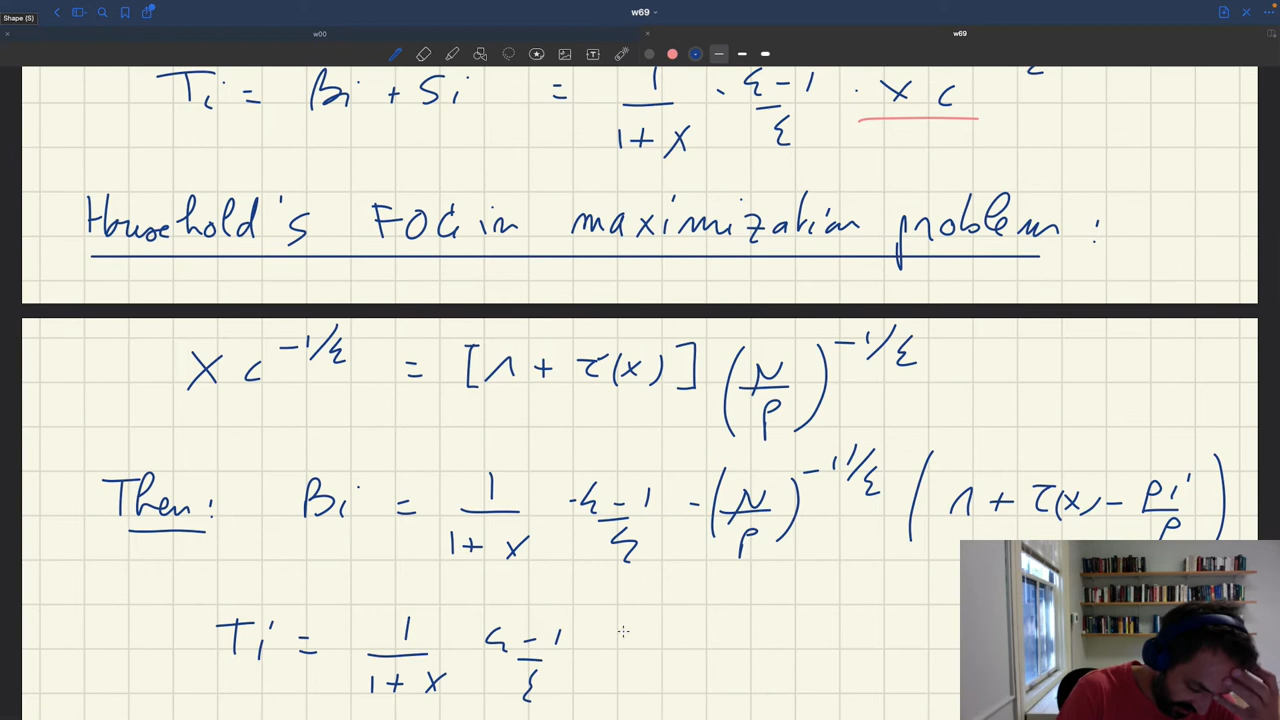 Shape (S)
w69
w00
w69
Ti = Bi + Si = 1/(1+χ) · (ε-1)/ε · χ c
Household's FOC in maximization problem :
χ c^(-1/ε) = [1 + τ(x)] (μ/p)^(-1/ε)
Then: Bi = 1/(1+χ) · (ε-1)/ε · (μ/p)^(-1/ε) (1 + τ(x) - pi/p)
Ti = 1/(1+χ) (ε-1)/ε